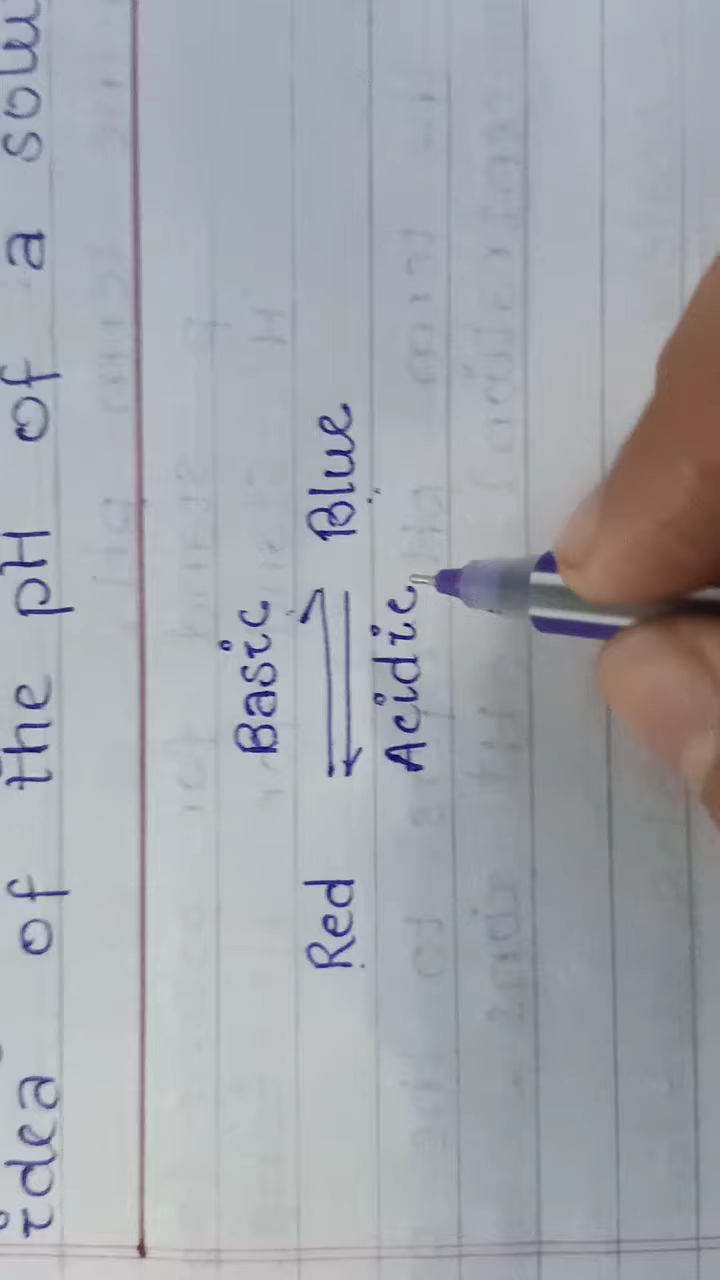 idea of the pH of a solu
Basic
Red ⇌ Blue
Acidic